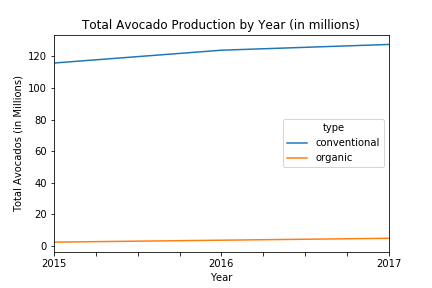 Total Avocado Production by Year (in millions)
Total Avocados (in Millions)
120
100
80
60
40
20
0
type
conventional
organic
2015
2016
2017
Year